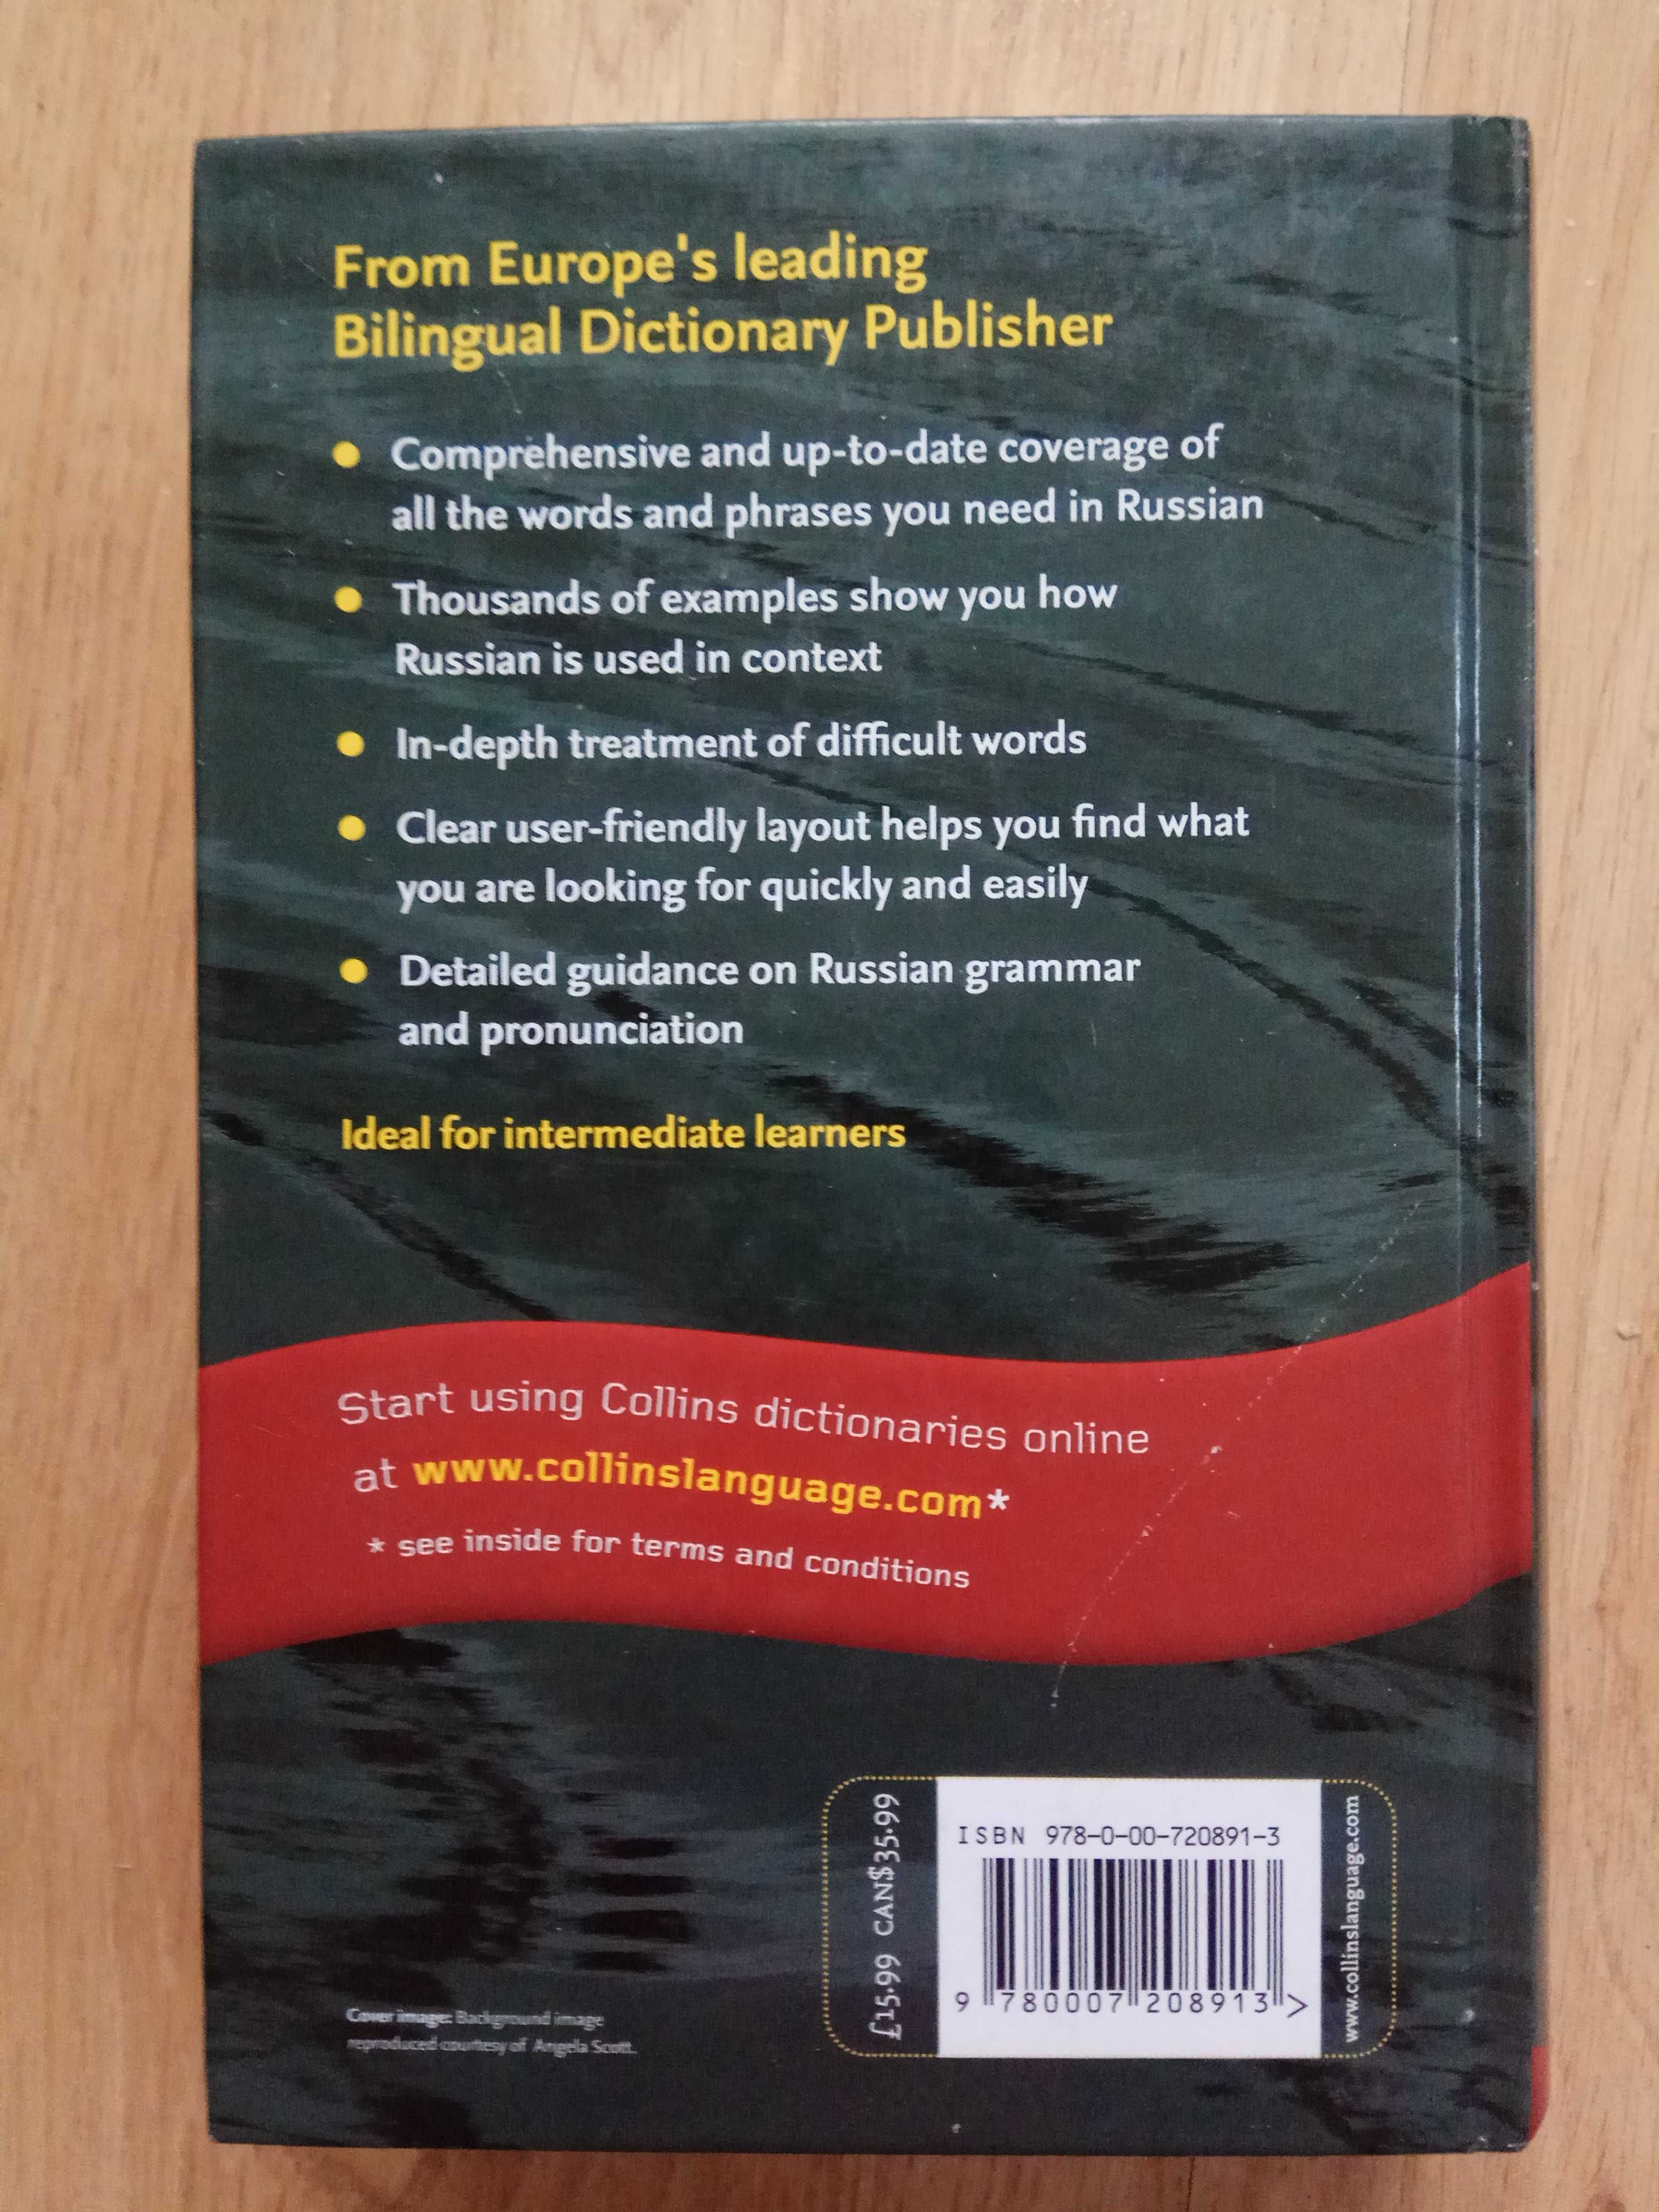 From Europe's leading
Bilingual Dictionary Publisher
● Comprehensive and up-to-date coverage of
all the words and phrases you need in Russian
● Thousands of examples show you how
Russian is used in context
● In-depth treatment of difficult words
● Clear user-friendly layout helps you find what
you are looking for quickly and easily
● Detailed guidance on Russian grammar
and pronunciation
Ideal for intermediate learners
Start using Collins dictionaries online
at www.collinslanguage.com*
* see inside for terms and conditions
Cover image: Background image
reproduced courtesy of Angela Scott.
£15.99 CAN$35.99
ISBN 978-0-00-720891-3
9 780007 208913 >
www.collinslanguage.com